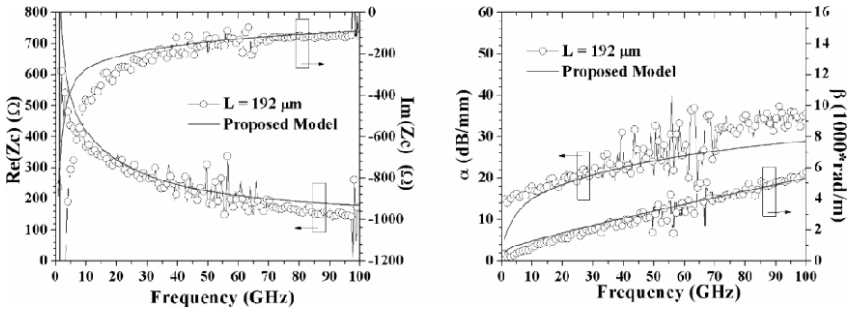 800
700
600
500
400
300
200
100
0
Re(Zc) (Ω)
0
-200
-400
-600
-800
-1000
-1200
Im(Zc) (Ω)
L = 192 μm
Proposed Model
0 10 20 30 40 50 60 70 80 90 100
Frequency (GHz)
60
50
40
30
20
10
0
α (dB/mm)
16
14
12
10
8
6
4
2
0
β (1000*rad/m)
L = 192 μm
Proposed Model
0 10 20 30 40 50 60 70 80 90 100
Frequency (GHz)